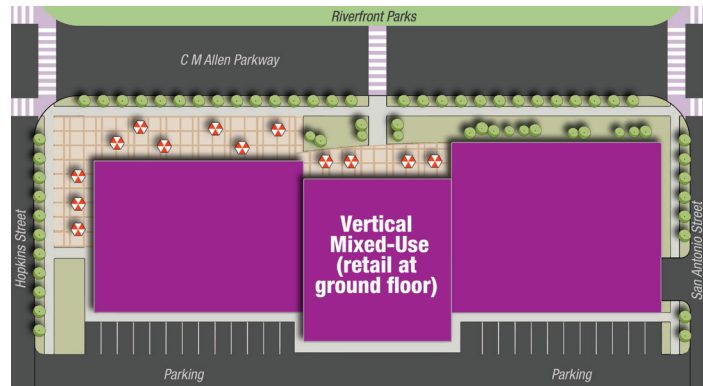 Riverfront Parks
C M Allen Parkway
Hopkins Street
Vertical
Mixed-Use
(retail at
ground floor)
San Antonio Street
Parking
Parking